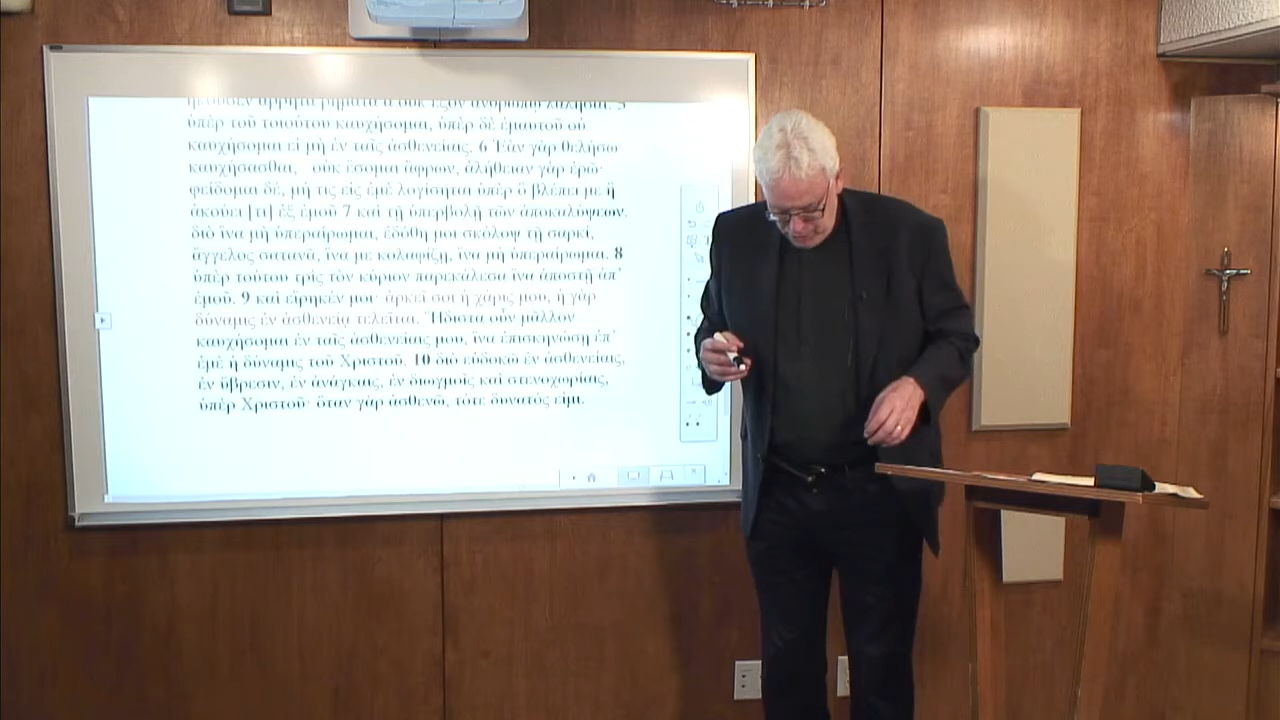 ὑπὲρ τοῦ τοιούτου καυχήσομαι, ὑπὲρ δὲ ἐμαυτοῦ οὐ
καυχήσομαι εἰ μὴ ἐν ταῖς ἀσθενείαις. 6 Ἐὰν γὰρ θελήσω
καυχήσασθαι, οὐκ ἔσομαι ἄφρων, ἀλήθειαν γὰρ ἐρῶ·
φείδομαι δέ, μή τις εἰς ἐμὲ λογίσηται ὑπὲρ ὃ βλέπει με ἢ
ἀκούει [τι] ἐξ ἐμοῦ 7 καὶ τῇ ὑπερβολῇ τῶν ἀποκαλύψεων.
διὸ ἵνα μὴ ὑπεραίρωμαι, ἐδόθη μοι σκόλοψ τῇ σαρκί,
ἄγγελος σατανᾶ, ἵνα με κολαφίζῃ, ἵνα μὴ ὑπεραίρωμαι. 8
ὑπὲρ τούτου τρὶς τὸν κύριον παρεκάλεσα ἵνα ἀποστῇ ἀπ᾽
ἐμοῦ. 9 καὶ εἴρηκέν μοι· ἀρκεῖ σοι ἡ χάρις μου, ἡ γὰρ
δύναμις ἐν ἀσθενείᾳ τελεῖται. Ἥδιστα οὖν μᾶλλον
καυχήσομαι ἐν ταῖς ἀσθενείαις μου, ἵνα ἐπισκηνώσῃ ἐπ᾽
ἐμὲ ἡ δύναμις τοῦ Χριστοῦ. 10 διὸ εὐδοκῶ ἐν ἀσθενείαις,
ἐν ὕβρεσιν, ἐν ἀνάγκαις, ἐν διωγμοῖς καὶ στενοχωρίαις,
ὑπὲρ Χριστοῦ· ὅταν γὰρ ἀσθενῶ, τότε δυνατός εἰμι.